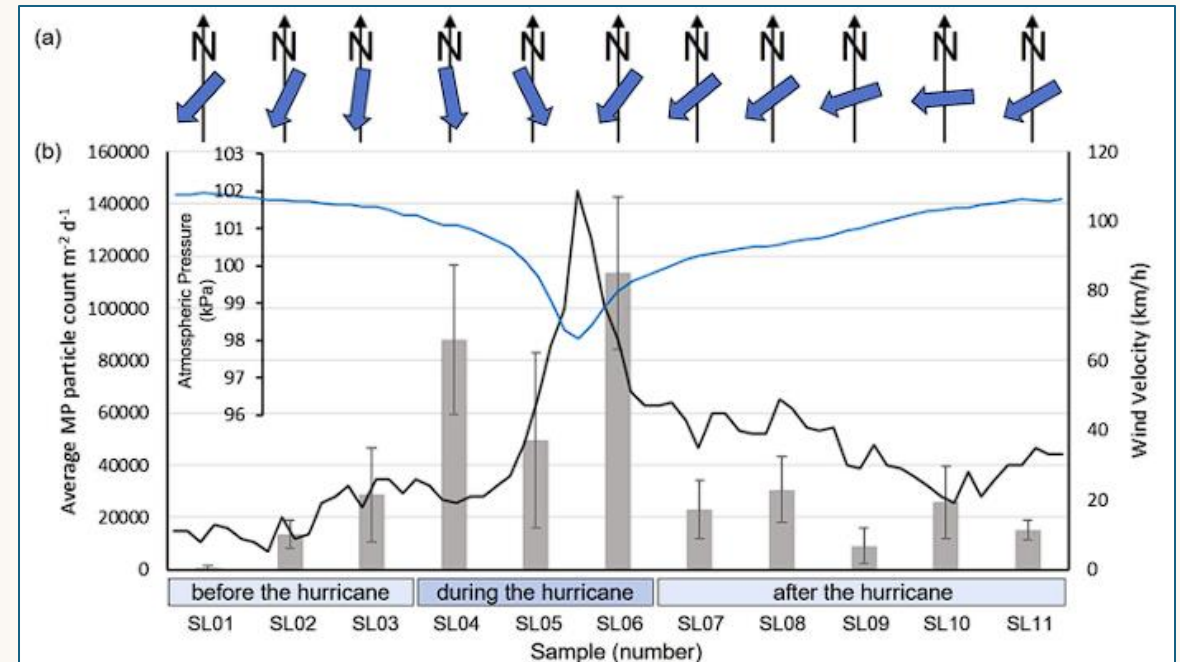 (a)
N N N N N N N N N N N
(b)
160000
140000
120000
100000
80000
60000
40000
20000
0
Average MP particle count m⁻² d⁻¹
103
102
101
100
99
98
97
96
Atmospheric Pressure
(kPa)
120
100
80
60
40
20
0
Wind Velocity (km/h)
before the hurricane during the hurricane after the hurricane
SL01 SL02 SL03 SL04 SL05 SL06 SL07 SL08 SL09 SL10 SL11
Sample (number)